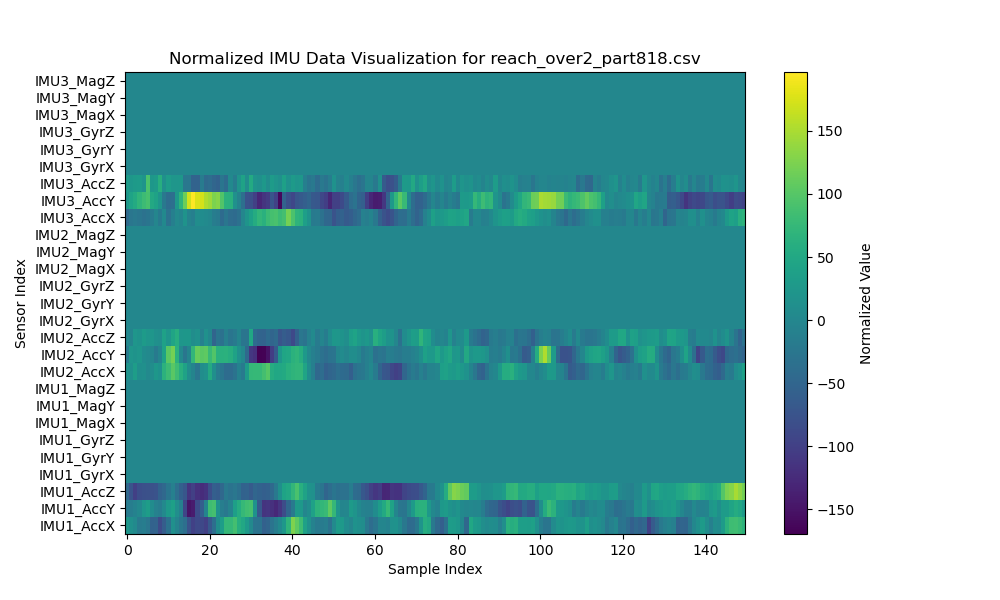 Normalized IMU Data Visualization for reach_over2_part818.csv
IMU3_MagZ
IMU3_MagY
IMU3_MagX
IMU3_GyrZ
IMU3_GyrY
IMU3_GyrX
IMU3_AccZ
IMU3_AccY
IMU3_AccX
IMU2_MagZ
IMU2_MagY
IMU2_MagX
IMU2_GyrZ
IMU2_GyrY
IMU2_GyrX
IMU2_AccZ
IMU2_AccY
IMU2_AccX
IMU1_MagZ
IMU1_MagY
IMU1_MagX
IMU1_GyrZ
IMU1_GyrY
IMU1_GyrX
IMU1_AccZ
IMU1_AccY
IMU1_AccX
Sensor Index
0 20 40 60 80 100 120 140
Sample Index
150
100
50
0
−50
−100
−150
Normalized Value